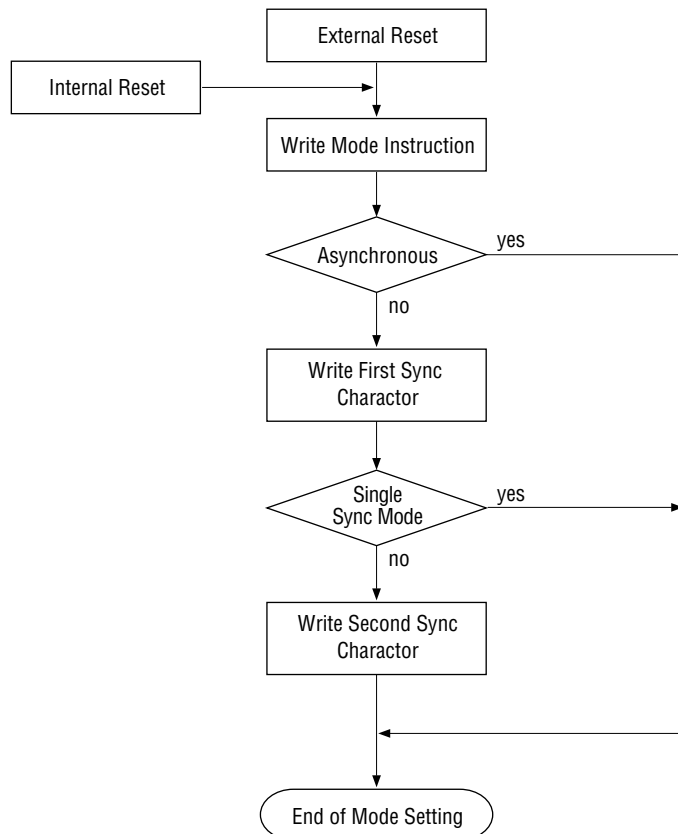 External Reset
Internal Reset
Write Mode Instruction
Asynchronous
yes
no
Write First Sync
Charactor
Single
Sync Mode
yes
no
Write Second Sync
Charactor
End of Mode Setting